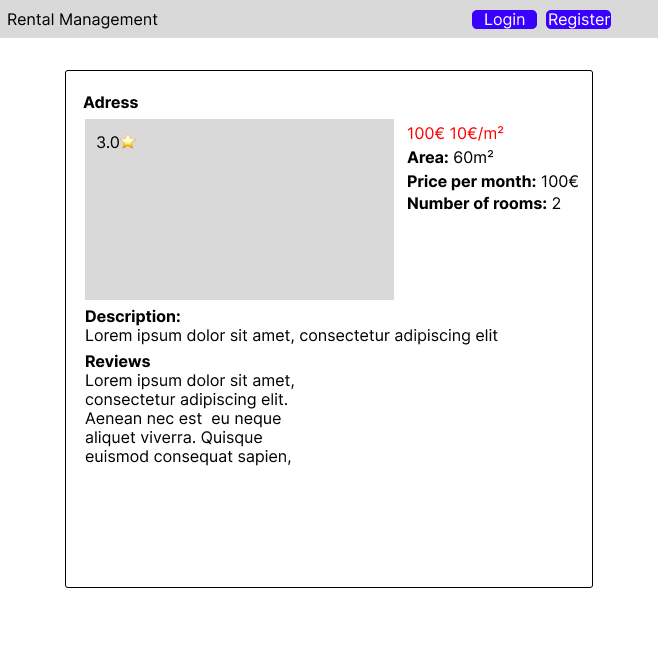 Rental Management Login Register
Adress
3.0⭐
100€ 10€/m²
Area: 60m²
Price per month: 100€
Number of rooms: 2
Description:
Lorem ipsum dolor sit amet, consectetur adipiscing elit
Reviews
Lorem ipsum dolor sit amet,
consectetur adipiscing elit.
Aenean nec est  eu neque
aliquet viverra. Quisque
euismod consequat sapien,